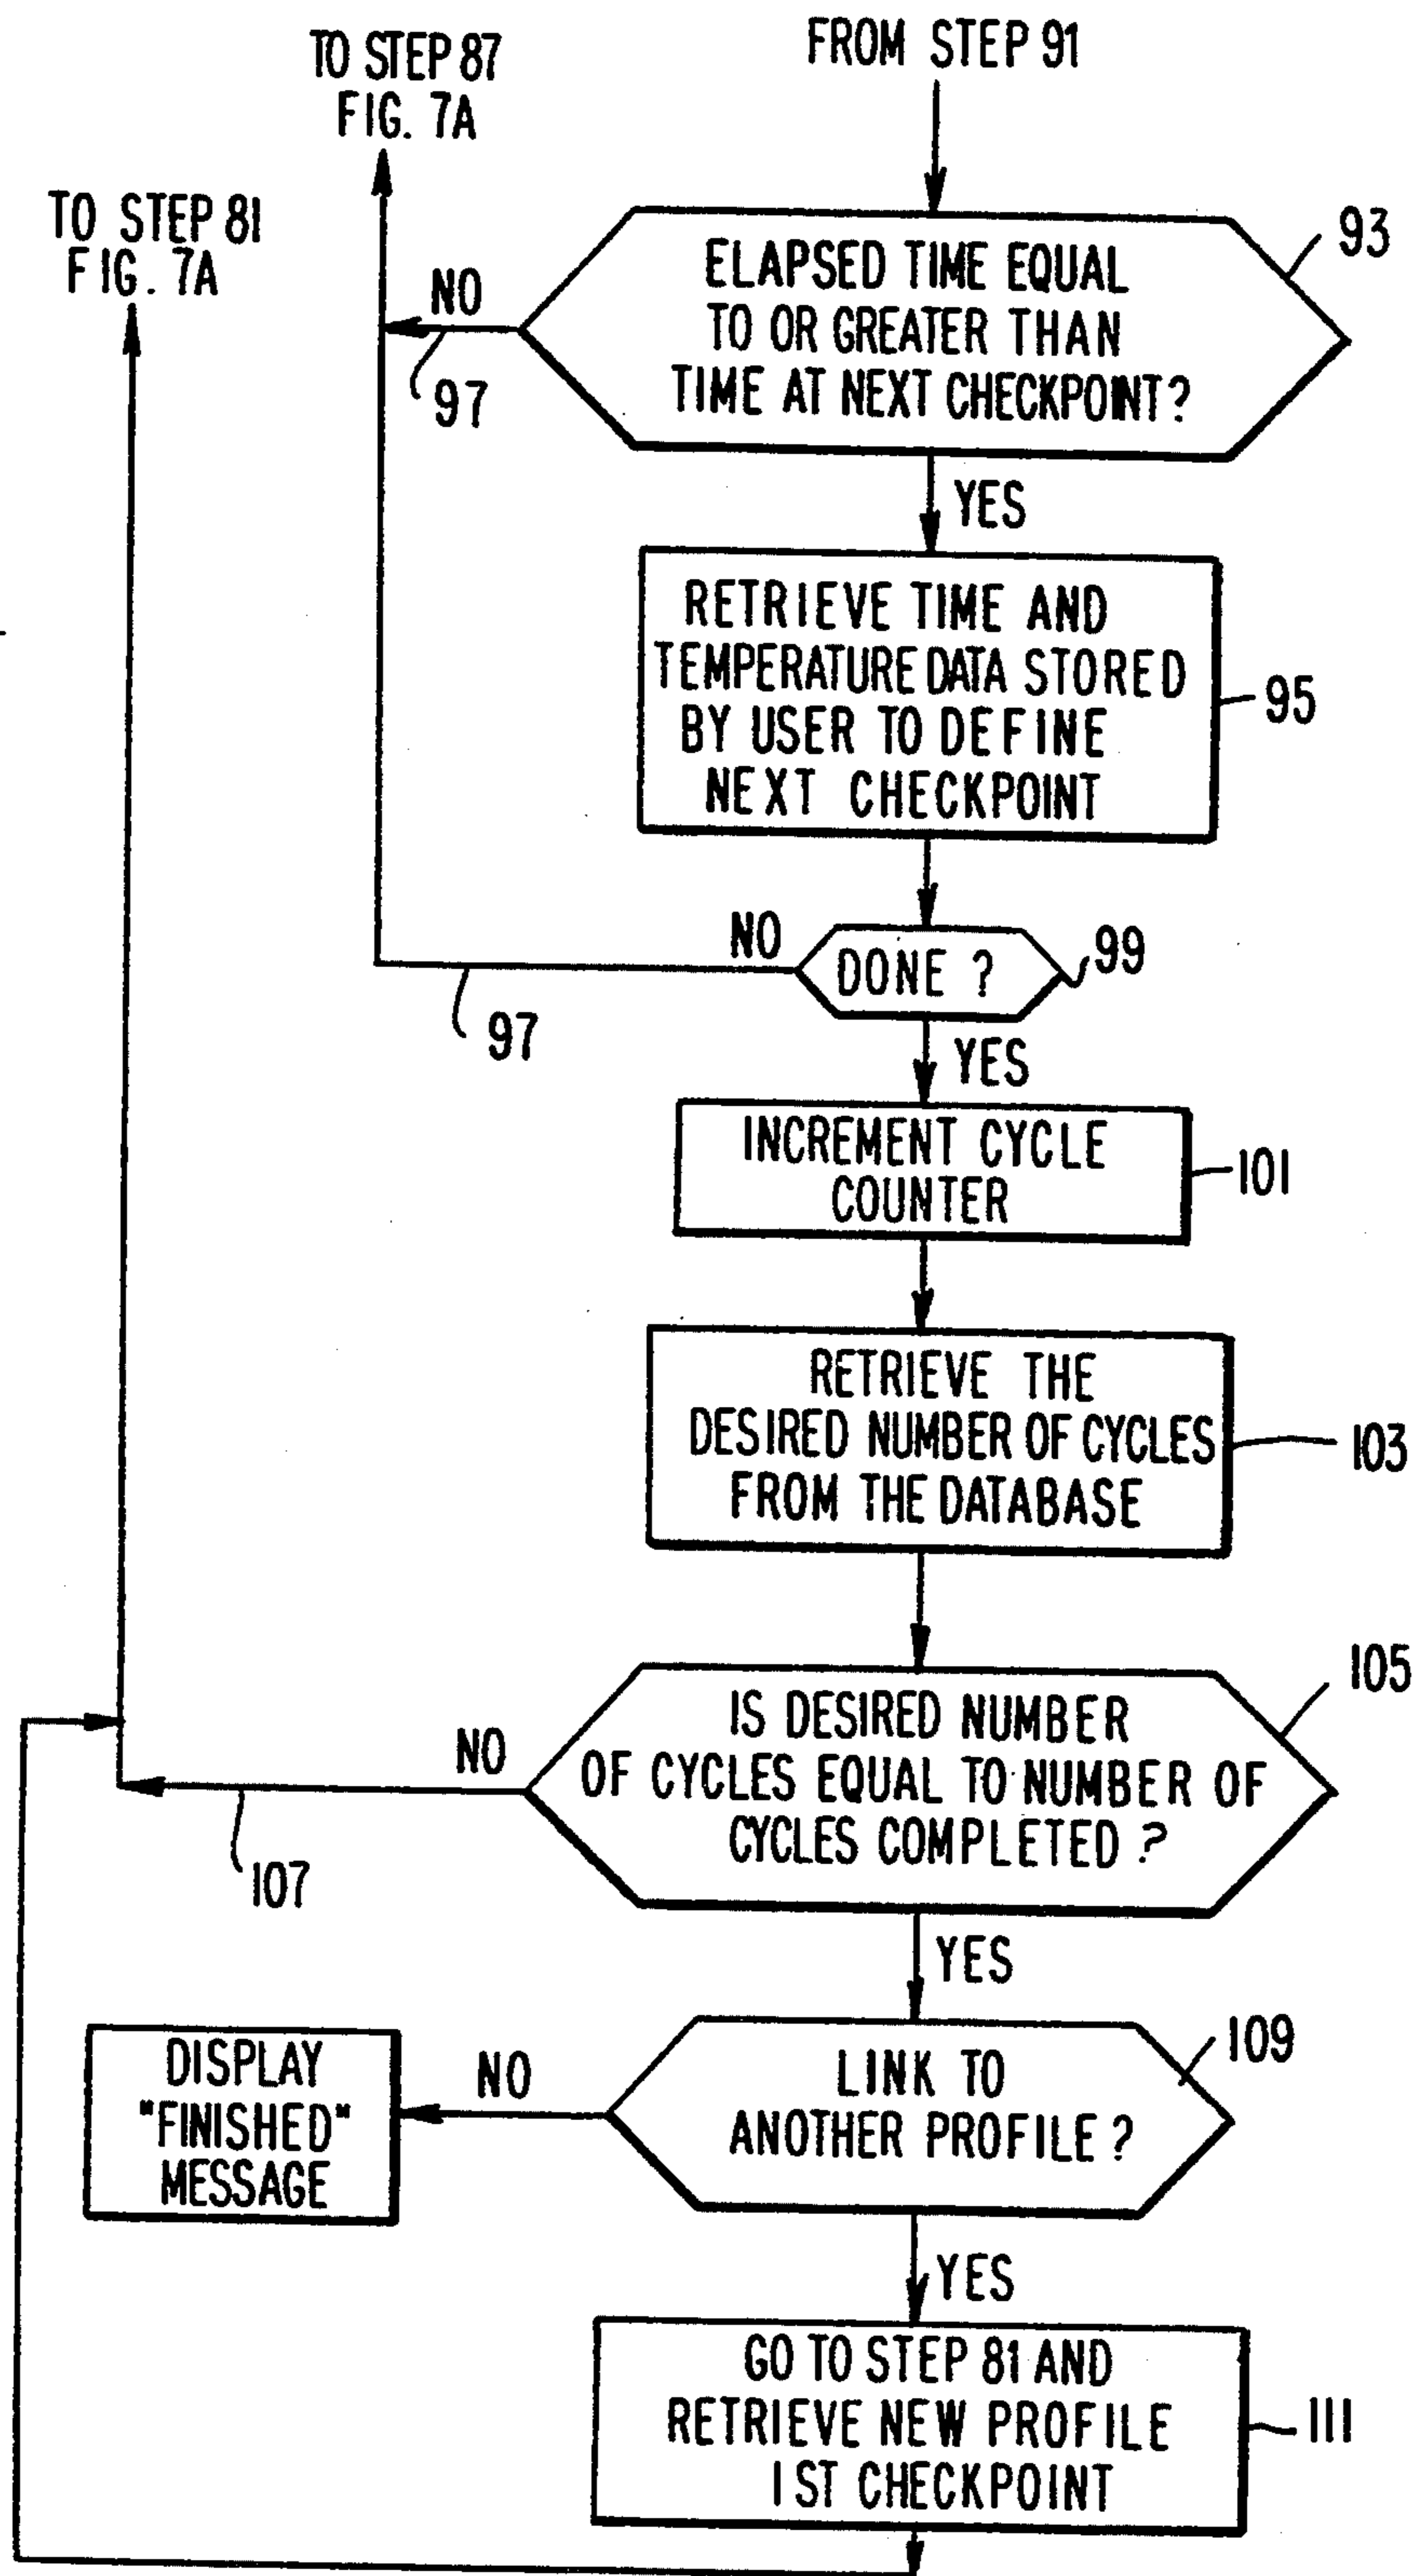 FROM STEP 91
TO STEP 87
FIG. 7A
TO STEP 81
FIG. 7A
ELAPSED TIME EQUAL
TO OR GREATER THAN
TIME AT NEXT CHECKPOINT?
93
NO
97
YES
RETRIEVE TIME AND
TEMPERATURE DATA STORED
BY USER TO DEFINE
NEXT CHECKPOINT
95
NO
DONE ?
99
97
YES
INCREMENT CYCLE
COUNTER
101
RETRIEVE THE
DESIRED NUMBER OF CYCLES
FROM THE DATABASE
103
105
IS DESIRED NUMBER
OF CYCLES EQUAL TO NUMBER OF
CYCLES COMPLETED ?
NO
107
YES
109
LINK TO
ANOTHER PROFILE ?
NO
DISPLAY
"FINISHED"
MESSAGE
YES
GO TO STEP 81 AND
RETRIEVE NEW PROFILE
1 ST CHECKPOINT
111